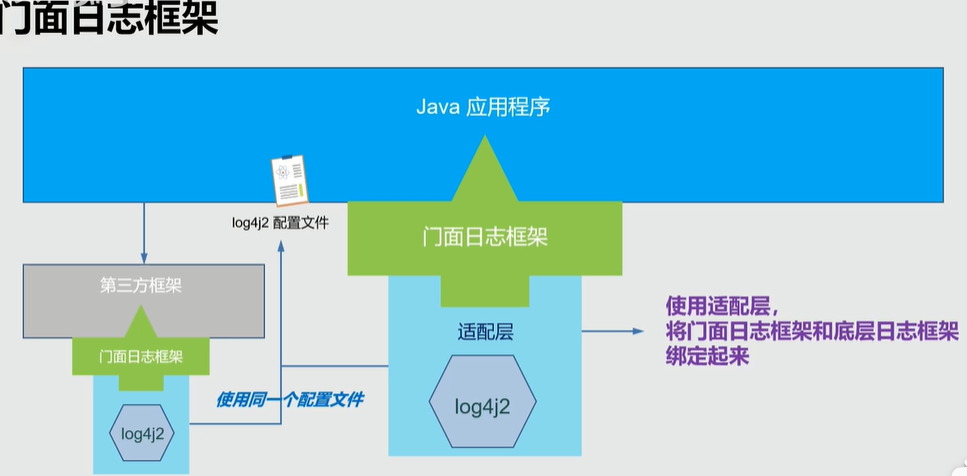 门面日志框架
Java 应用程序
log4j2 配置文件
门面日志框架
第三方框架
适配层
使用适配层，
将门面日志框架和底层日志框架
绑定起来
门面日志框架
使用同一个配置文件
log4j2
log4j2